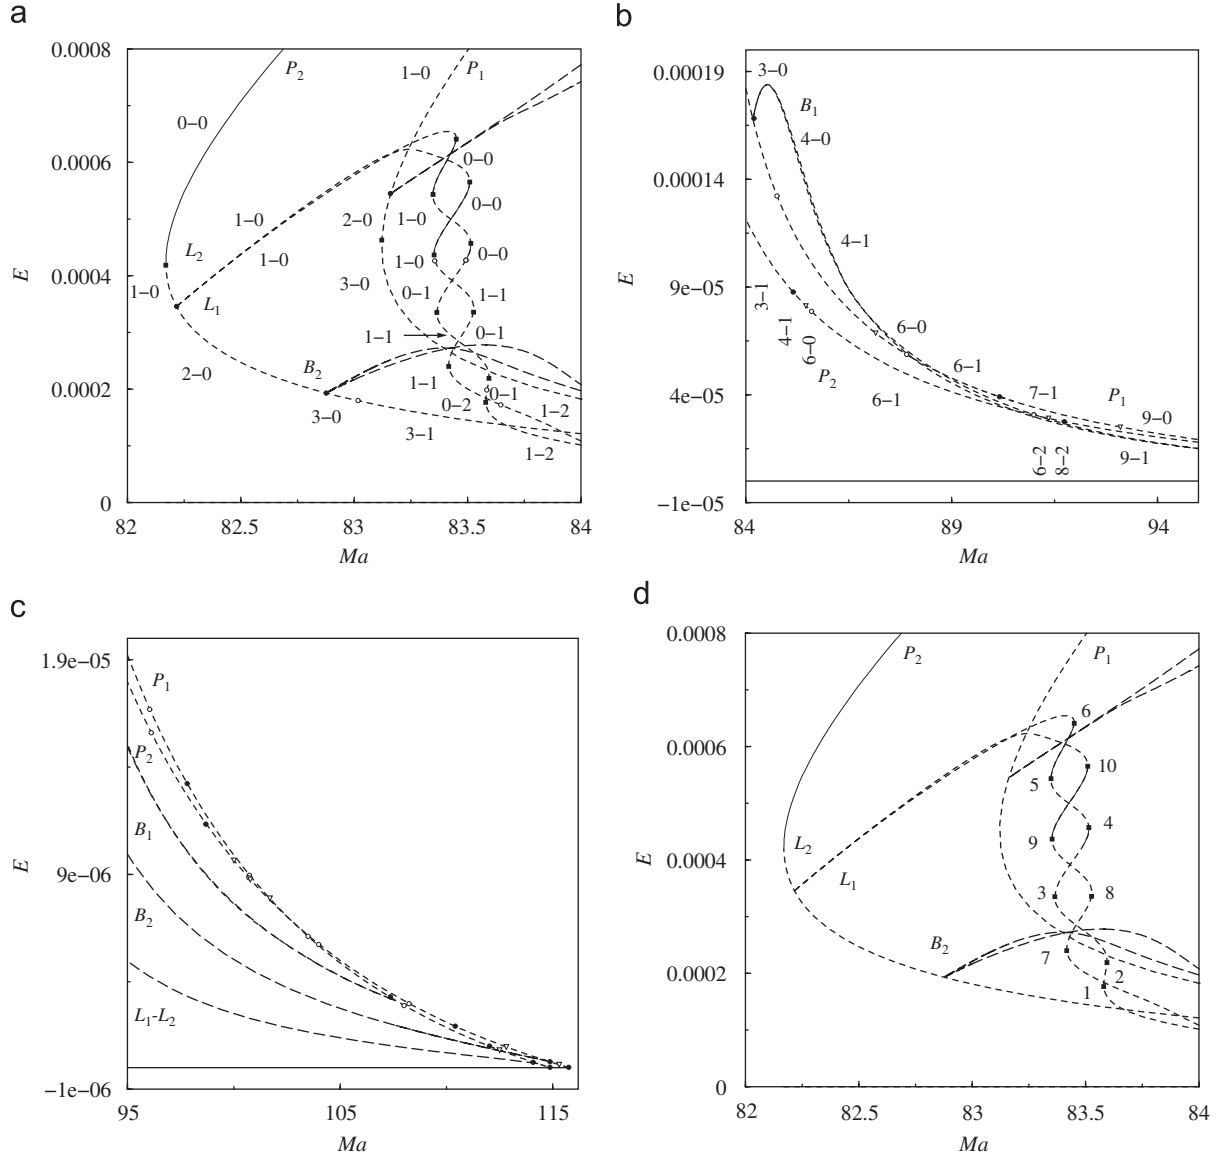 a
0.0008
0.0006
0.0004
0.0002
0
E
82
82.5
83
83.5
84
Ma
P2
P1
1−0
0−0
0−0
2−0
1−0
0−0
1−0
1−0
L2
1−0
L1
3−0
1−0
0−0
0−1
1−1
1−1
0−1
B2
2−0
3−0
1−1
0−2
0−1
1−2
3−1
1−2
b
0.00019
0.00014
9e−05
4e−05
−1e−05
E
84
89
94
Ma
3−0
B1
4−0
4−1
3−1
4−1
6−0
P2
6−0
6−1
6−1
7−1
P1
9−0
6−2
8−2
9−1
c
1.9e−05
9e−06
−1e−06
E
95
105
115
Ma
P1
P2
B1
B2
L1-L2
d
0.0008
0.0006
0.0004
0.0002
0
E
82
82.5
83
83.5
84
Ma
P2
P1
6
10
5
L2
9
4
L1
3
8
B2
7
2
1